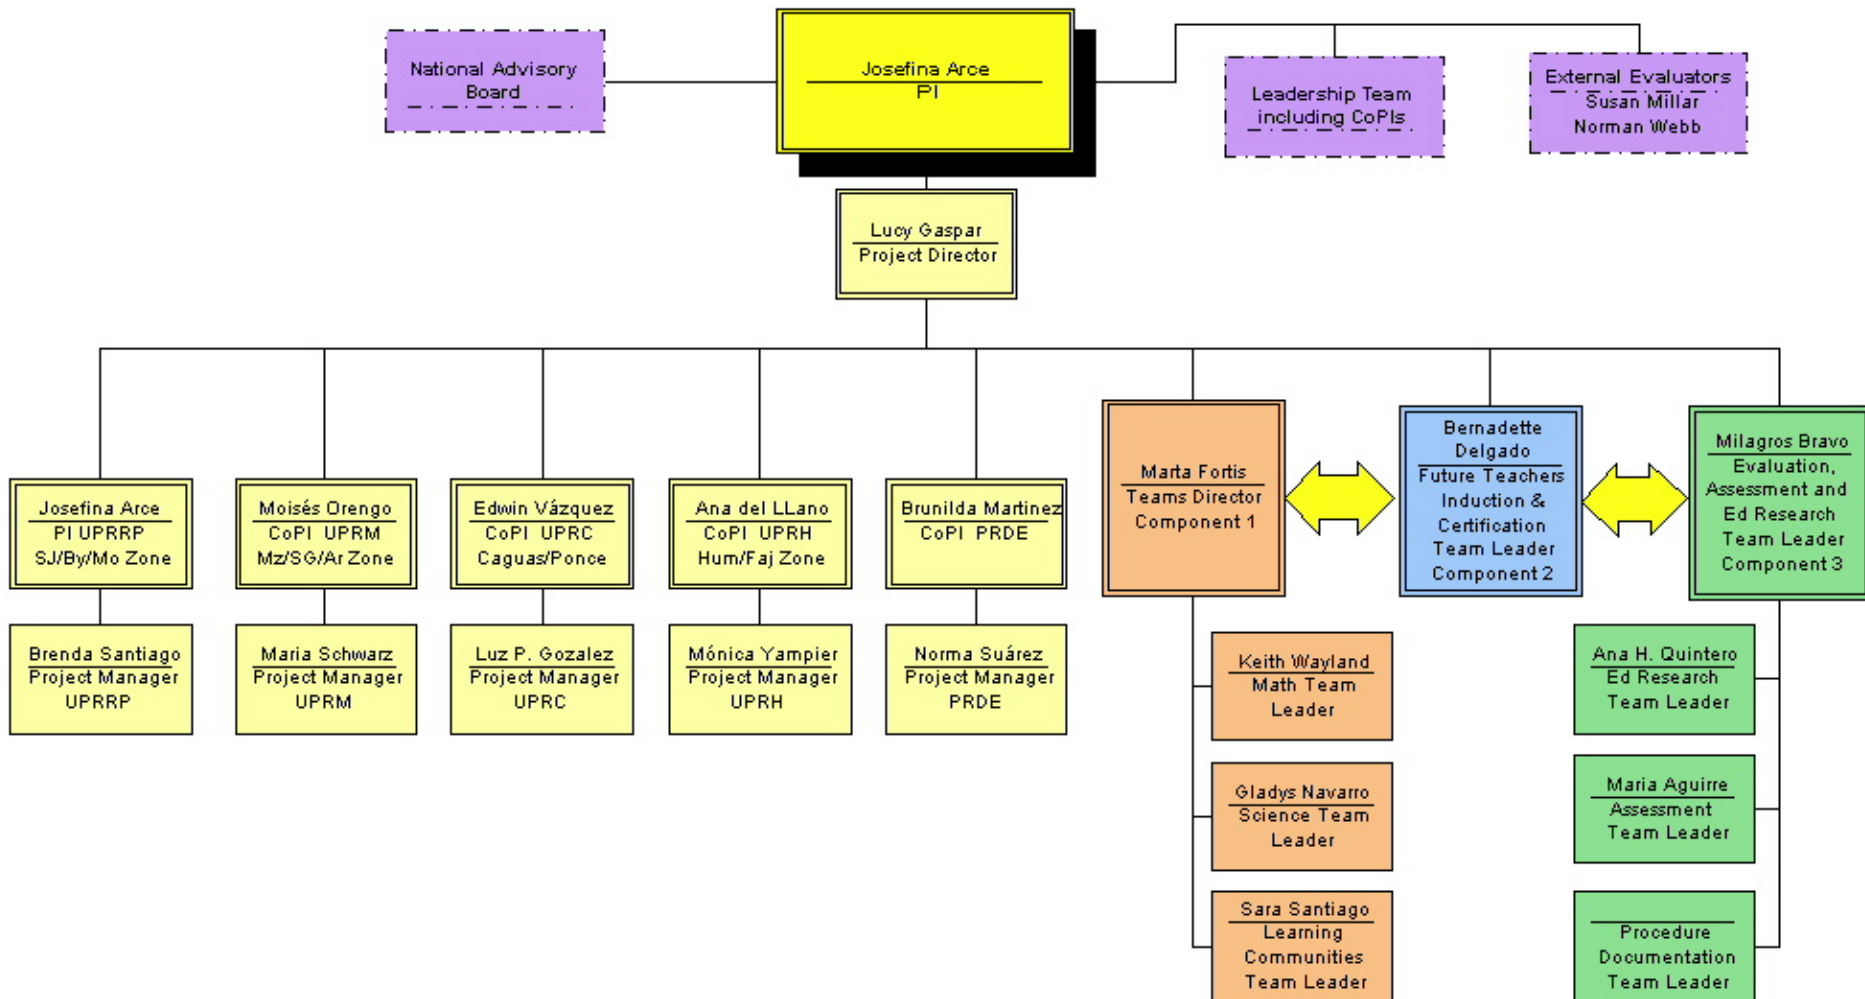 National Advisory
Board
Josefina Arce
PI
Leadership Team
including CoPIs
External Evaluators
Susan Millar
Norman Webb
Lucy Gaspar
Project Director
Josefina Arce
PI UPRRP
SJ/By/Mo Zone
Moisés Orengo
CoPI UPRM
Mz/SG/Ar Zone
Edwin Vázquez
CoPI UPRC
Caguas/Ponce
Ana del LLano
CoPI UPRH
Hum/Faj Zone
Brunilda Martinez
CoPI PRDE
Marta Fortis
Teams Director
Component 1
Bernadette
Delgado
Future Teachers
Induction &
Certification
Team Leader
Component 2
Milagros Bravo
Evaluation,
Assessment and
Ed Research
Team Leader
Component 3
Brenda Santiago
Project Manager
UPRRP
Maria Schwarz
Project Manager
UPRM
Luz P. Gozalez
Project Manager
UPRC
Mónica Yampier
Project Manager
UPRH
Norma Suárez
Project Manager
PRDE
Keith Wayland
Math Team
Leader
Gladys Navarro
Science Team
Leader
Sara Santiago
Learning
Communities
Team Leader
Ana H. Quintero
Ed Research
Team Leader
Maria Aguirre
Assessment
Team Leader
Procedure
Documentation
Team Leader